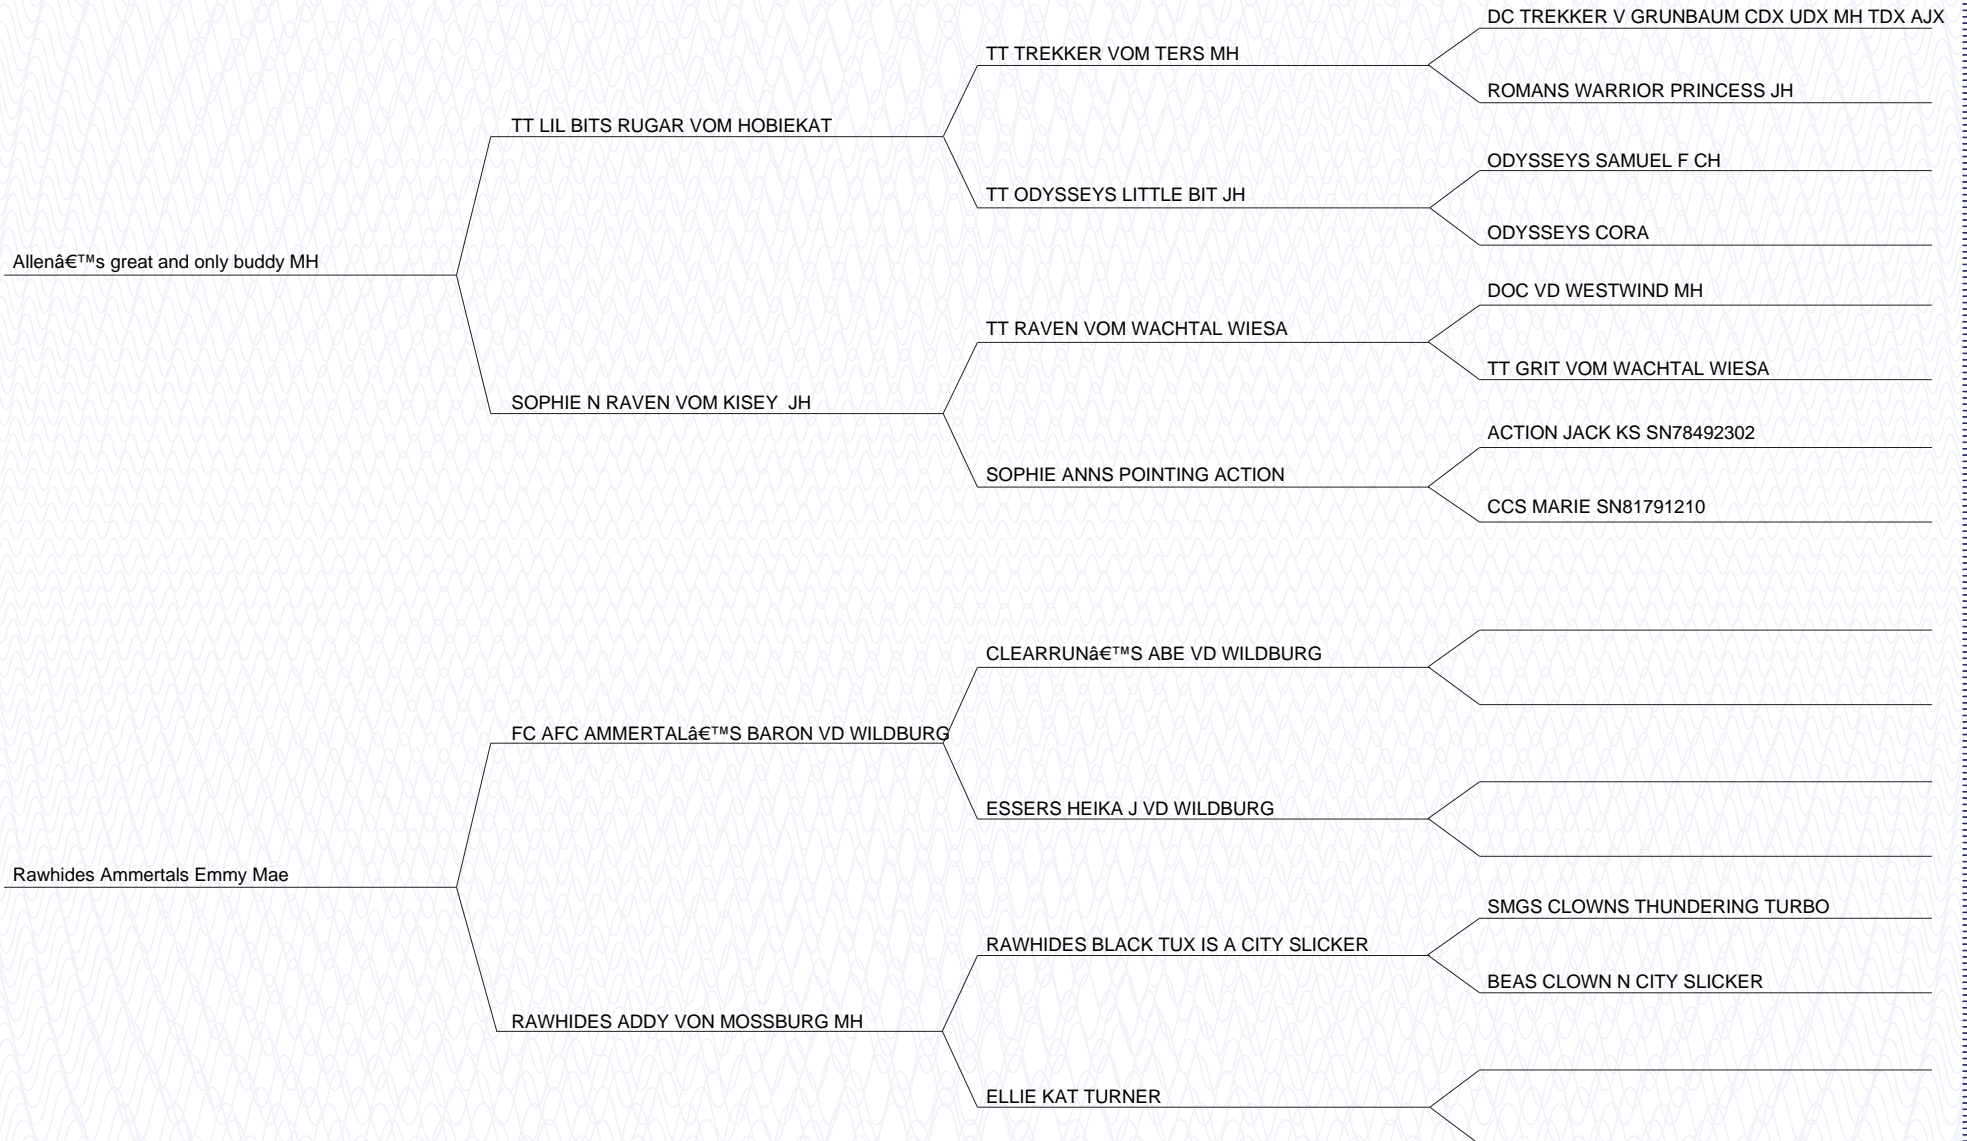 DC TREKKER V GRUNBAUM CDX UDX MH TDX AJX
TT TREKKER VOM TERS MH
ROMANS WARRIOR PRINCESS JH
TT LIL BITS RUGAR VOM HOBIEKAT
ODYSSEYS SAMUEL F CH
TT ODYSSEYS LITTLE BIT JH
ODYSSEYS CORA
Allenâ€™s great and only buddy MH
DOC VD WESTWIND MH
TT RAVEN VOM WACHTAL WIESA
TT GRIT VOM WACHTAL WIESA
SOPHIE N RAVEN VOM KISEY  JH
ACTION JACK KS SN78492302
SOPHIE ANNS POINTING ACTION
CCS MARIE SN81791210
CLEARRUNâ€™S ABE VD WILDBURG
FC AFC AMMERTALâ€™S BARON VD WILDBURG
ESSERS HEIKA J VD WILDBURG
Rawhides Ammertals Emmy Mae
SMGS CLOWNS THUNDERING TURBO
RAWHIDES BLACK TUX IS A CITY SLICKER
BEAS CLOWN N CITY SLICKER
RAWHIDES ADDY VON MOSSBURG MH
ELLIE KAT TURNER